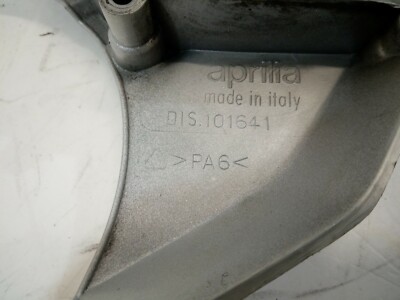 aprilia
made in italy
DIS.101641
>PA6<